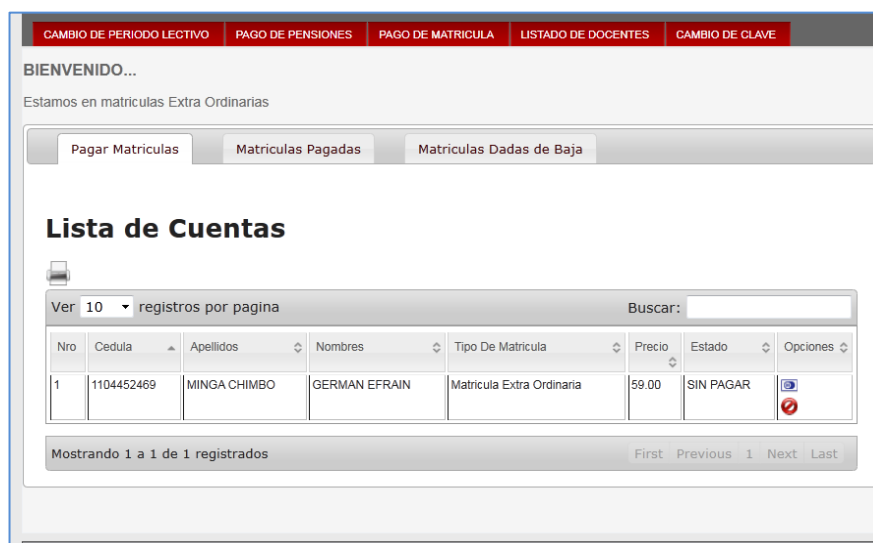 CAMBIO DE PERIODO LECTIVO PAGO DE PENSIONES PAGO DE MATRICULA LISTADO DE DOCENTES CAMBIO DE CLAVE
BIENVENIDO...
Estamos en matriculas Extra Ordinarias
Pagar Matriculas Matriculas Pagadas Matriculas Dadas de Baja
Lista de Cuentas
Ver 10 registros por pagina Buscar:
Nro Cedula Apellidos Nombres Tipo De Matricula Precio Estado Opciones
1 1104452469 MINGA CHIMBO GERMAN EFRAIN Matricula Extra Ordinaria 59.00 SIN PAGAR
Mostrando 1 a 1 de 1 registrados First Previous 1 Next Last